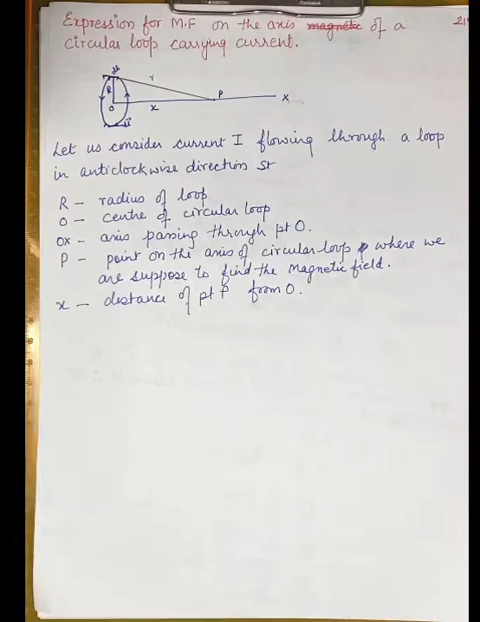 Expression for M.F on the axis magnetic of a
circular loop carrying current.
dl
r
R
P
O
x
X
dl
Let us consider current I flowing through a loop
in anticlockwise direction st
R - radius of loop
O - centre of circular loop
OX - axis passing through pt O.
P - point on the axis of circular loop p where we
are suppose to find the Magnetic field.
x - distance of pt P from O.